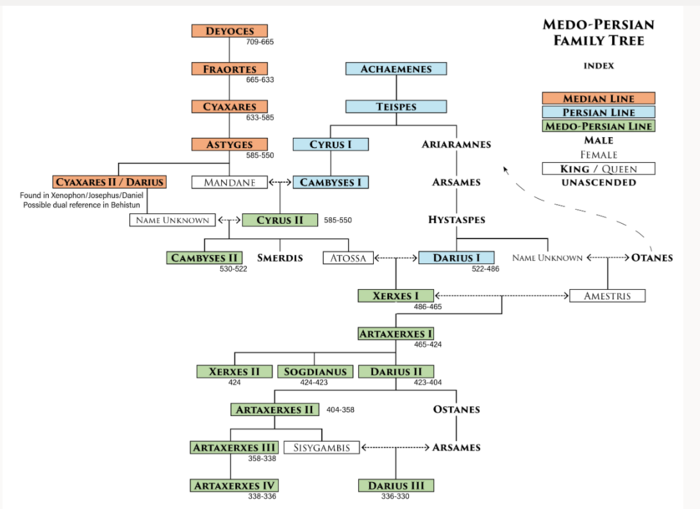 MEDO-PERSIAN
FAMILY TREE
INDEX
MEDIAN LINE
PERSIAN LINE
MEDO-PERSIAN LINE
MALE
FEMALE
KING / QUEEN
UNASCENDED
DEYOCES
709-665
FRAORTES
665-633
ACHAEMENES
CYAXARES
633-585
TEISPES
ASTYGES
585-550
CYRUS I
ARIARAMNES
CYAXARES II / DARIUS
Found in Xenophon/Josephus/Daniel
Possible dual reference in Behistun
MANDANE
CAMBYSES I
ARSAMES
NAME UNKNOWN
CYRUS II
585-550
HYSTASPES
CAMBYSES II
530-522
SMERDIS
ATOSSA
DARIUS I
522-486
NAME UNKNOWN
OTANES
XERXES I
486-465
AMESTRIS
ARTAXERXES I
465-424
XERXES II
424
SOGDIANUS
424-423
DARIUS II
423-404
ARTAXERXES II
404-358
OSTANES
ARTAXERXES III
358-338
SISYGAMBIS
ARSAMES
ARTAXERXES IV
338-336
DARIUS III
336-330